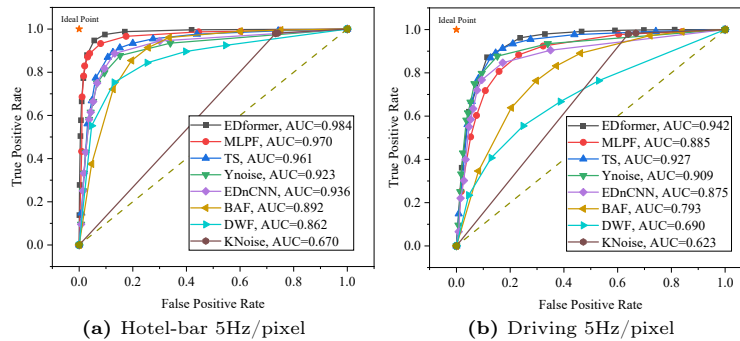 Ideal Point
1.0
0.8
0.6
0.4
0.2
0.0
True Positive Rate
EDformer, AUC=0.984
MLPF, AUC=0.970
TS, AUC=0.961
Ynoise, AUC=0.923
EDnCNN, AUC=0.936
BAF, AUC=0.892
DWF, AUC=0.862
KNoise, AUC=0.670
0.0 0.2 0.4 0.6 0.8 1.0
False Positive Rate
(a) Hotel-bar 5Hz/pixel
Ideal Point
1.0
0.8
0.6
0.4
0.2
0.0
True Positive Rate
EDformer, AUC=0.942
MLPF, AUC=0.885
TS, AUC=0.927
Ynoise, AUC=0.909
EDnCNN, AUC=0.875
BAF, AUC=0.793
DWF, AUC=0.690
KNoise, AUC=0.623
0.0 0.2 0.4 0.6 0.8 1.0
False Positive Rate
(b) Driving 5Hz/pixel